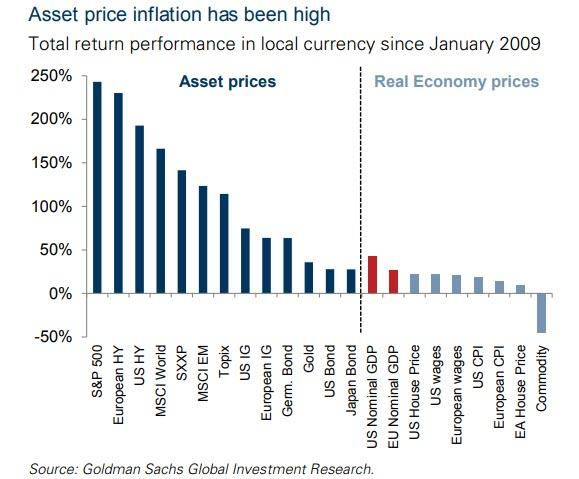 Asset price inflation has been high
Total return performance in local currency since January 2009
250%
200%
150%
100%
50%
0%
-50%
Asset prices
Real Economy prices
S&P 500
European HY
US HY
MSCI World
SXXP
MSCI EM
Topix
US IG
European IG
Germ. Bond
Gold
US Bond
Japan Bond
US Nominal GDP
EU Nominal GDP
US House Price
US wages
European wages
US CPI
European CPI
EA House Price
Commodity
Source: Goldman Sachs Global Investment Research.